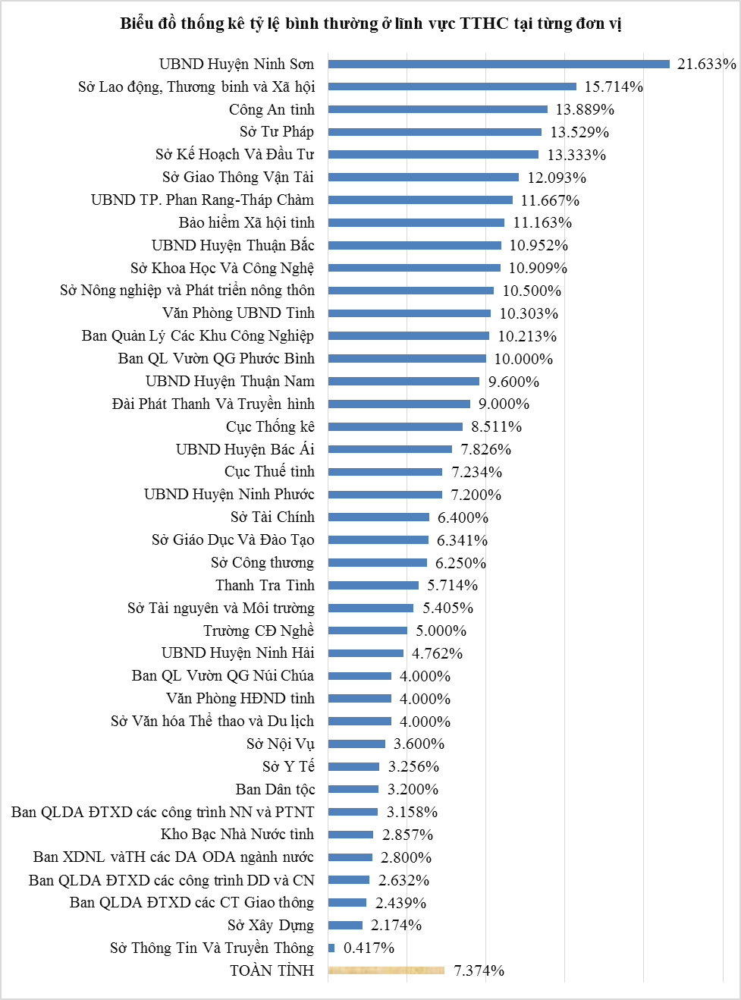 Biểu đồ thống kê tỷ lệ bình thường ở lĩnh vực TTHC tại từng đơn vị
UBND Huyện Ninh Sơn 21.633%
Sở Lao động, Thương binh và Xã hội 15.714%
Công An tỉnh 13.889%
Sở Tư Pháp 13.529%
Sở Kế Hoạch Và Đầu Tư 13.333%
Sở Giao Thông Vận Tải 12.093%
UBND TP. Phan Rang-Tháp Chàm 11.667%
Bảo hiểm Xã hội tỉnh 11.163%
UBND Huyện Thuận Bắc 10.952%
Sở Khoa Học Và Công Nghệ 10.909%
Sở Nông nghiệp và Phát triển nông thôn 10.500%
Văn Phòng UBND Tỉnh 10.303%
Ban Quản Lý Các Khu Công Nghiệp 10.213%
Ban QL Vườn QG Phước Bình 10.000%
UBND Huyện Thuận Nam 9.600%
Đài Phát Thanh Và Truyền hình 9.000%
Cục Thống kê 8.511%
UBND Huyện Bác Ái 7.826%
Cục Thuế tỉnh 7.234%
UBND Huyện Ninh Phước 7.200%
Sở Tài Chính 6.400%
Sở Giáo Dục Và Đào Tạo 6.341%
Sở Công thương 6.250%
Thanh Tra Tỉnh 5.714%
Sở Tài nguyên và Môi trường 5.405%
Trường CĐ Nghề 5.000%
UBND Huyện Ninh Hải 4.762%
Ban QL Vườn QG Núi Chúa 4.000%
Văn Phòng HĐND tỉnh 4.000%
Sở Văn hóa Thể thao và Du lịch 4.000%
Sở Nội Vụ 3.600%
Sở Y Tế 3.256%
Ban Dân tộc 3.200%
Ban QLDA ĐTXD các công trình NN và PTNT 3.158%
Kho Bạc Nhà Nước tỉnh 2.857%
Ban XDNL vàTH các DA ODA ngành nước 2.800%
Ban QLDA ĐTXD các công trình DD và CN 2.632%
Ban QLDA ĐTXD các CT Giao thông 2.439%
Sở Xây Dựng 2.174%
Sở Thông Tin Và Truyền Thông 0.417%
TOÀN TỈNH 7.374%